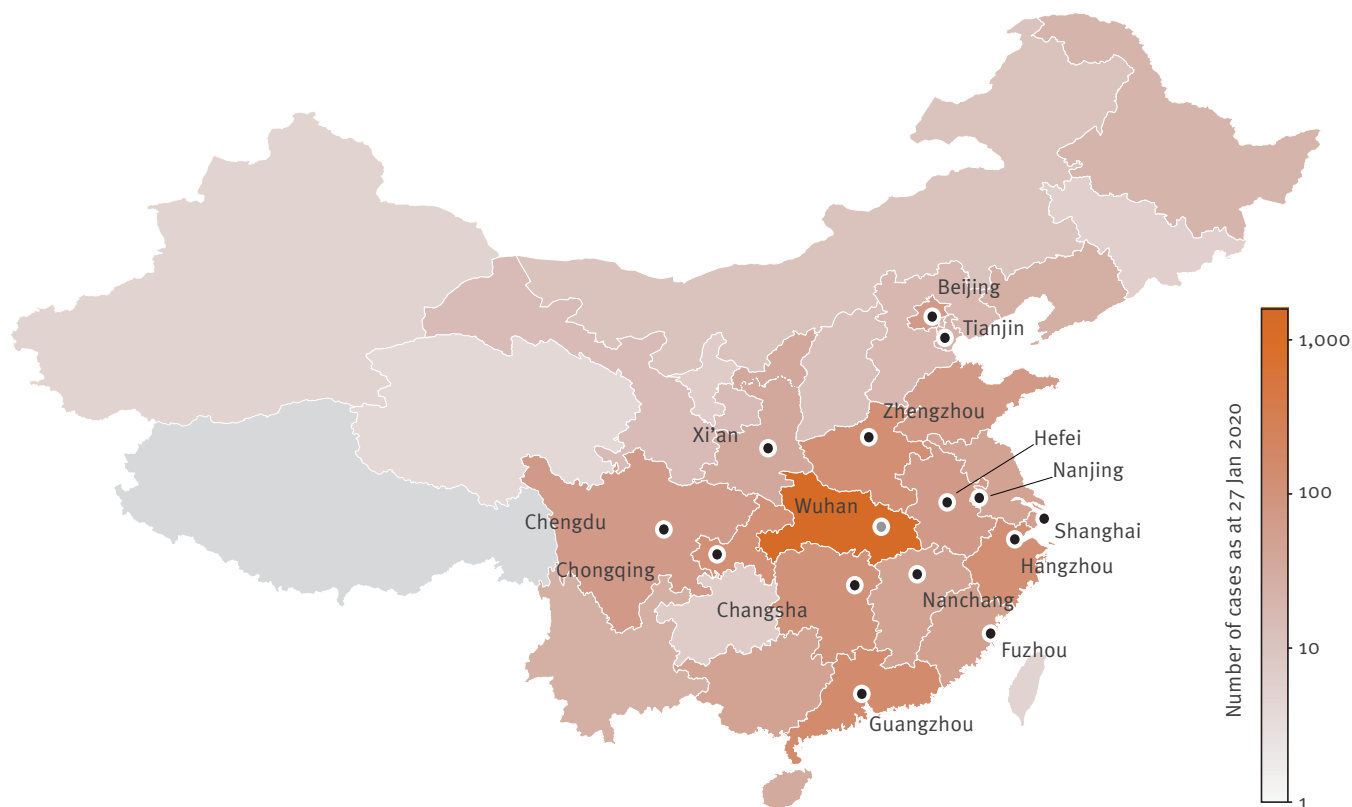 Beijing
Tianjin
Zhengzhou
Xi’an
Hefei
Nanjing
Wuhan
Chengdu
Shanghai
Chongqing
Hangzhou
Changsha
Nanchang
Fuzhou
Guangzhou
Number of cases as at 27 Jan 2020
1,000
100
10
1